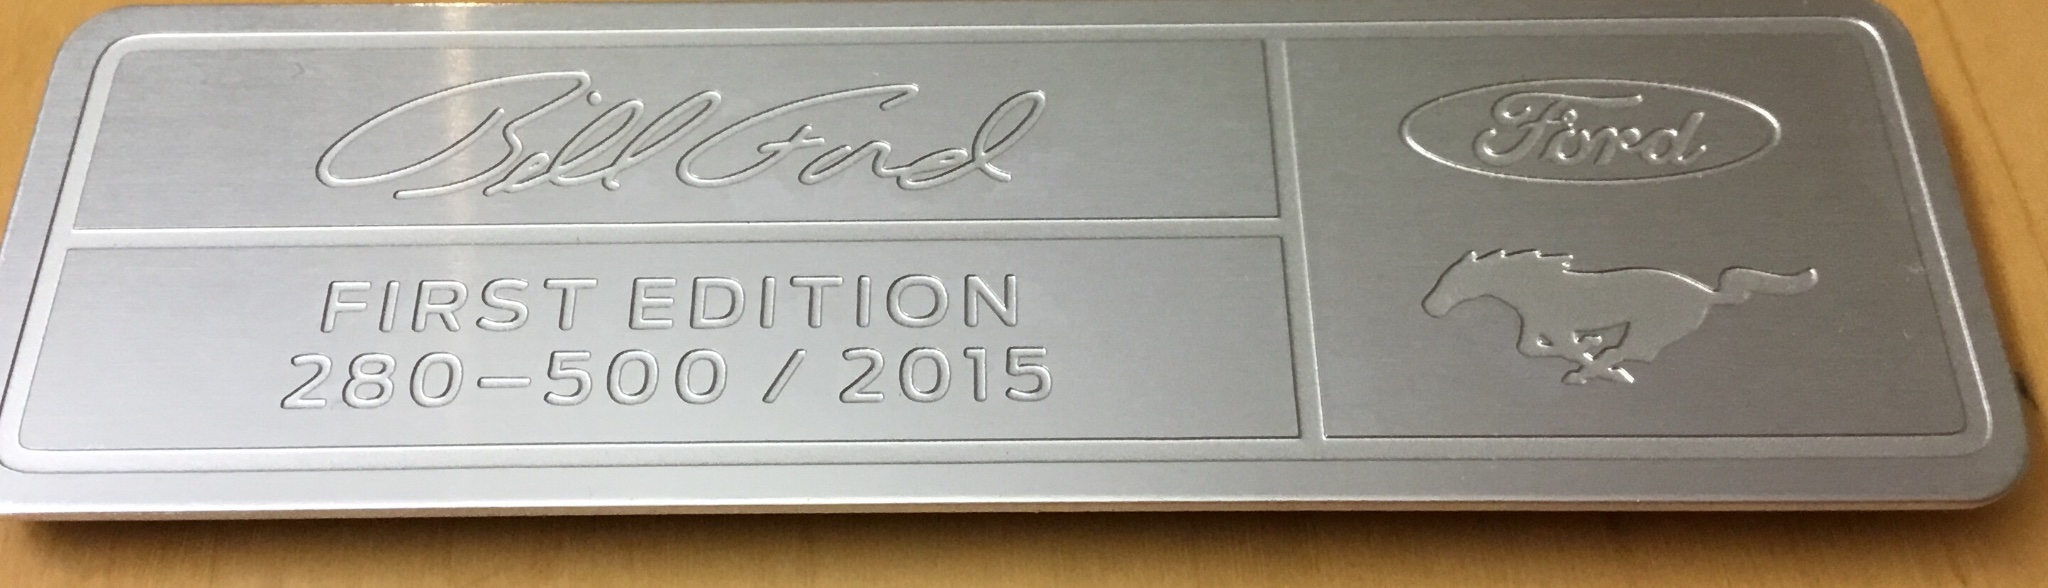 Bill Ford
FIRST EDITION
280-500 / 2015
Ford